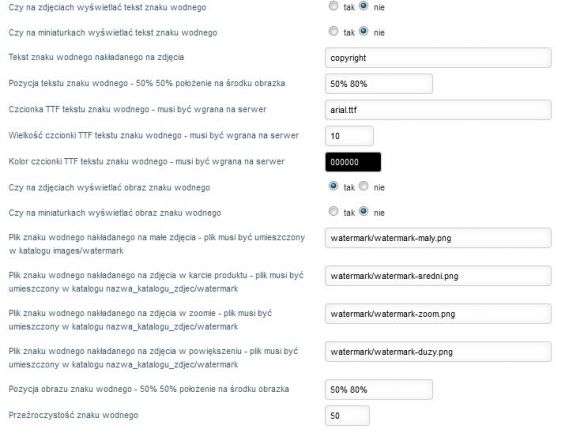 Czy na zdjęciach wyświetlać tekst znaku wodnego tak nie
Czy na miniaturkach wyświetlać tekst znaku wodnego tak nie
Tekst znaku wodnego nakładanego na zdjęcia copyright
Pozycja tekstu znaku wodnego - 50% 50% położenie na środku obrazka 50% 80%
Czcionka TTF tekstu znaku wodnego - musi być wgrana na serwer arial.ttf
Wielkość czcionki TTF tekstu znaku wodnego - musi być wgrana na serwer 10
Kolor czcionki TTF tekstu znaku wodnego - musi być wgrana na serwer 000000
Czy na zdjęciach wyświetlać obraz znaku wodnego tak nie
Czy na miniaturkach wyświetlać obraz znaku wodnego tak nie
Plik znaku wodnego nakładanego na małe zdjęcia - plik musi być umieszczony watermark/watermark-maly.png
w katalogu images/watermark
Plik znaku wodnego nakładanego na zdjęcia w karcie produktu - plik musi być watermark/watermark-sredni.png
umieszczony w katalogu nazwa_katalogu_zdjec/watermark
Plik znaku wodnego nakładanego na zdjęcia w zoomie - plik musi być watermark/watermark-zoom.png
umieszczony w katalogu nazwa_katalogu_zdjec/watermark
Plik znaku wodnego nakładanego na zdjęcia w powiększeniu - plik musi być watermark/watermark-duzy.png
umieszczony w katalogu nazwa_katalogu_zdjec/watermark
Pozycja obrazu znaku wodnego - 50% 50% położenie na środku obrazka 50% 80%
Przeźroczystość znaku wodnego 50